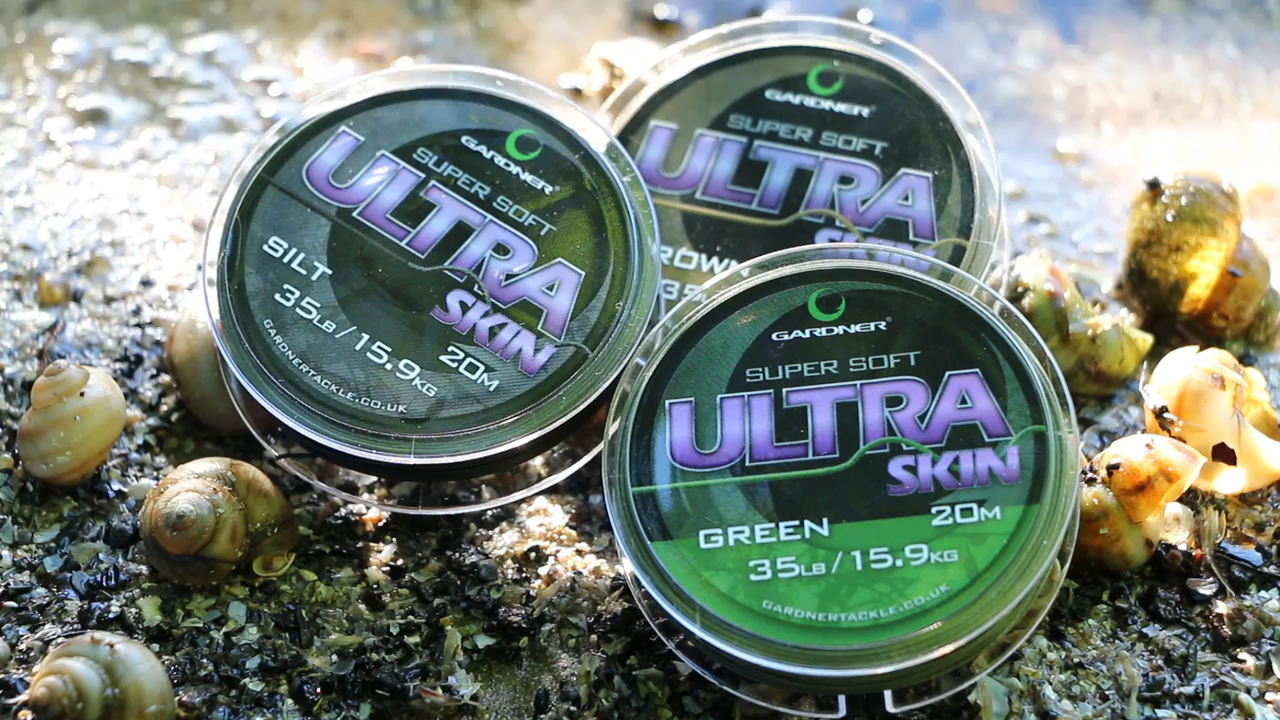 GARDNER
SUPER SOFT
ULTRA
SKIN
SILT
20M
35LB / 15.9KG
GARDNERTACKLE.CO.UK
GARDNER
SUPER SOFT
ULTRA
SKIN
GARDNER
SUPER SOFT
ULTRA
SKIN
GREEN
20M
35LB / 15.9KG
GARDNERTACKLE.CO.UK